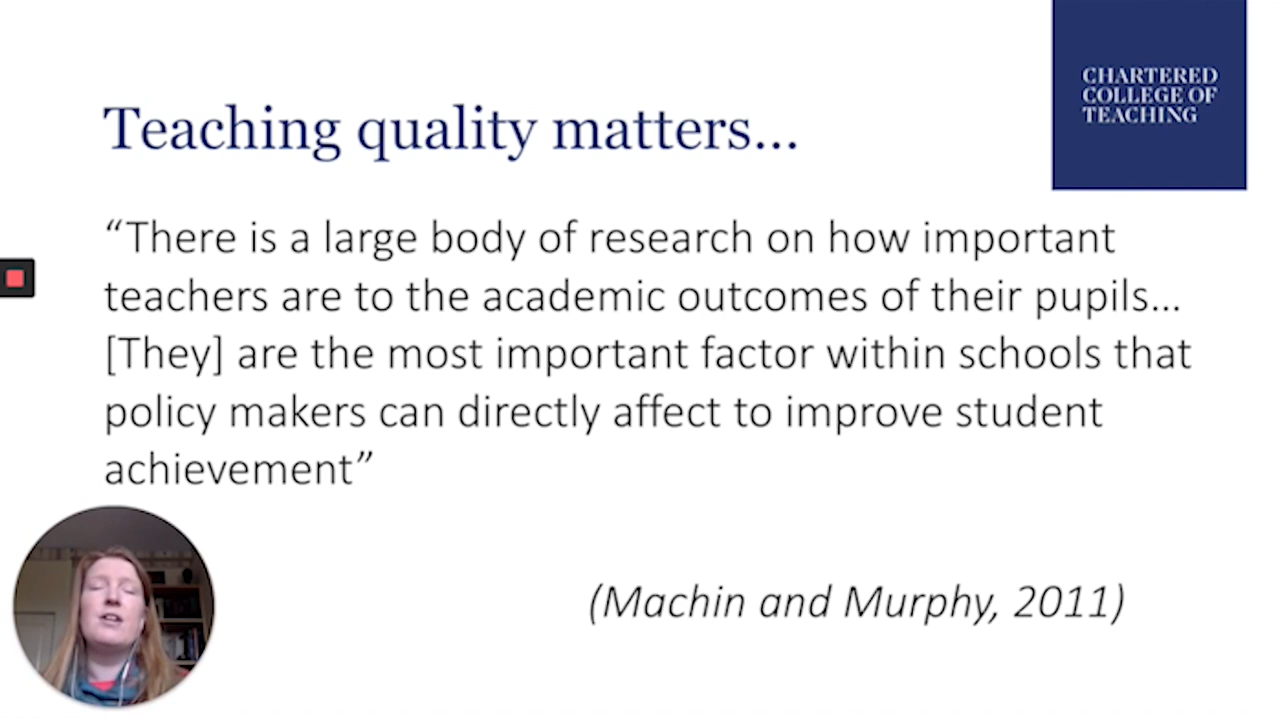 CHARTERED
COLLEGE OF
TEACHING
Teaching quality matters...
“There is a large body of research on how important
teachers are to the academic outcomes of their pupils...
[They] are the most important factor within schools that
policy makers can directly affect to improve student
achievement”
(Machin and Murphy, 2011)